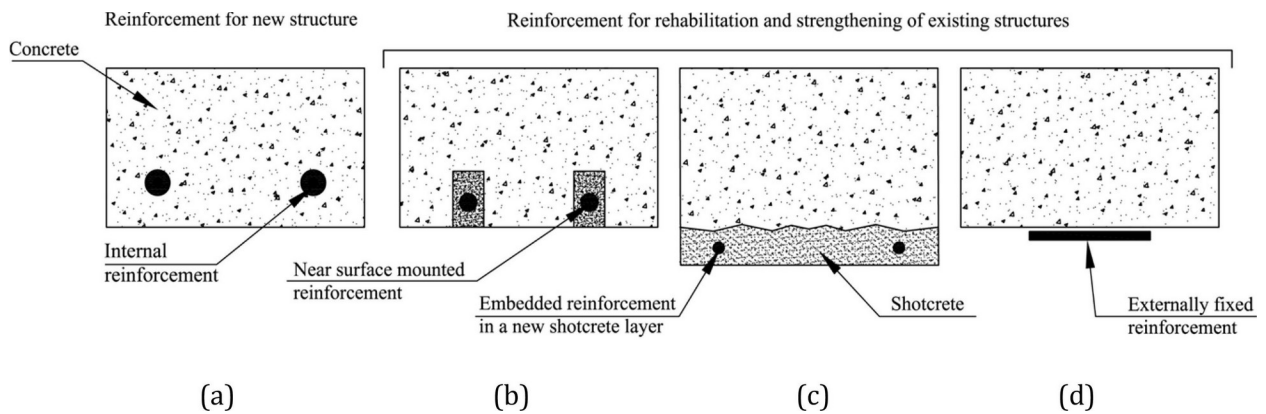 Reinforcement for new structure
Reinforcement for rehabilitation and strengthening of existing structures
Concrete
Internal
reinforcement
Near surface mounted
reinforcement
Embedded reinforcement
in a new shotcrete layer
Shotcrete
Externally fixed
reinforcement
(a)
(b)
(c)
(d)